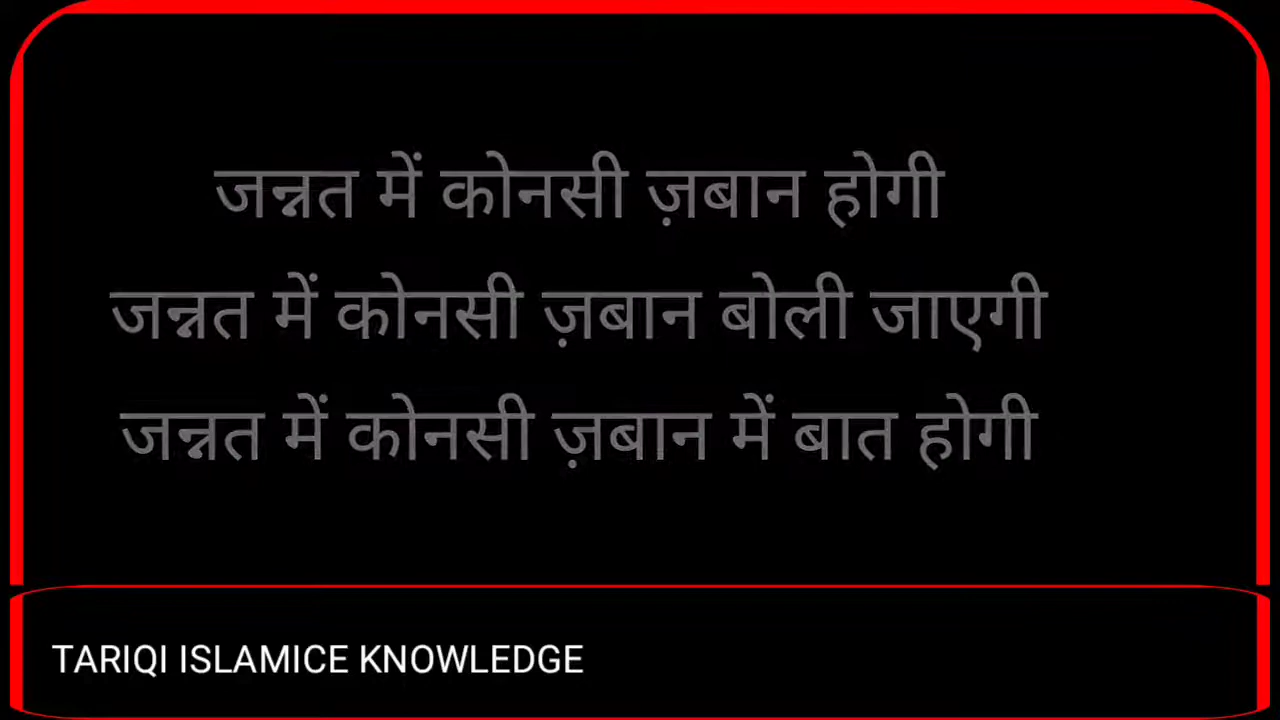 जन्नत में कोनसी ज़बान होगी
जन्नत में कोनसी ज़बान बोली जाएगी
जन्नत में कोनसी ज़बान में बात होगी
TARIQI ISLAMICE KNOWLEDGE